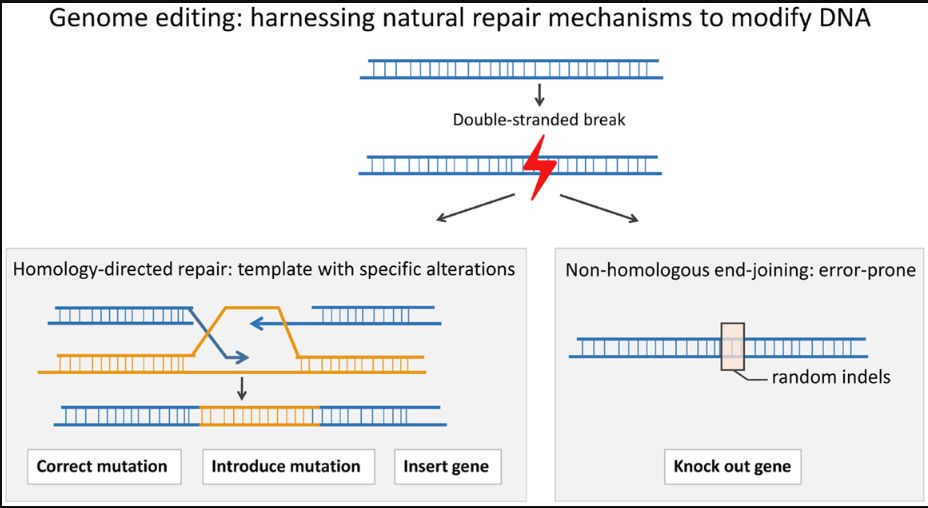 Genome editing: harnessing natural repair mechanisms to modify DNA
Double-stranded break
Homology-directed repair: template with specific alterations
Correct mutation
Introduce mutation
Insert gene
Non-homologous end-joining: error-prone
random indels
Knock out gene